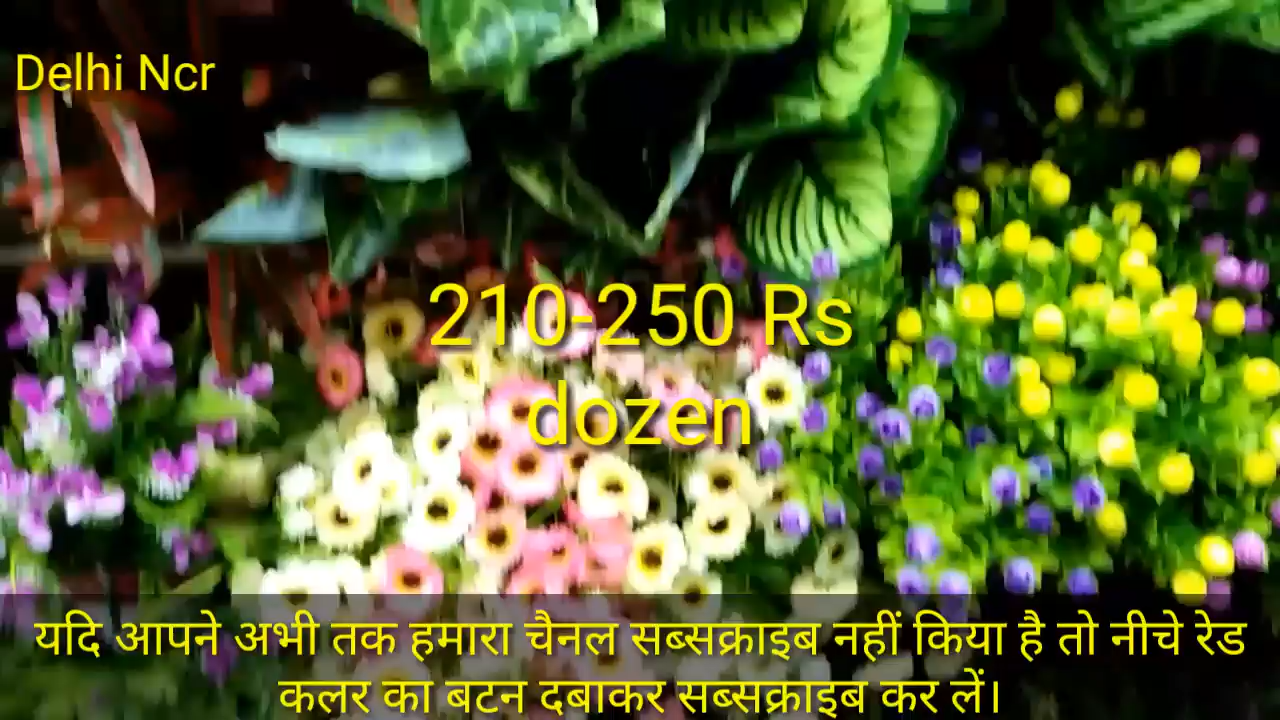 Delhi Ncr
210-250 Rs
dozen
यदि आपने अभी तक हमारा चैनल सब्सक्राइब नहीं किया है तो नीचे रेड
कलर का बटन दबाकर सब्सक्राइब कर लें।